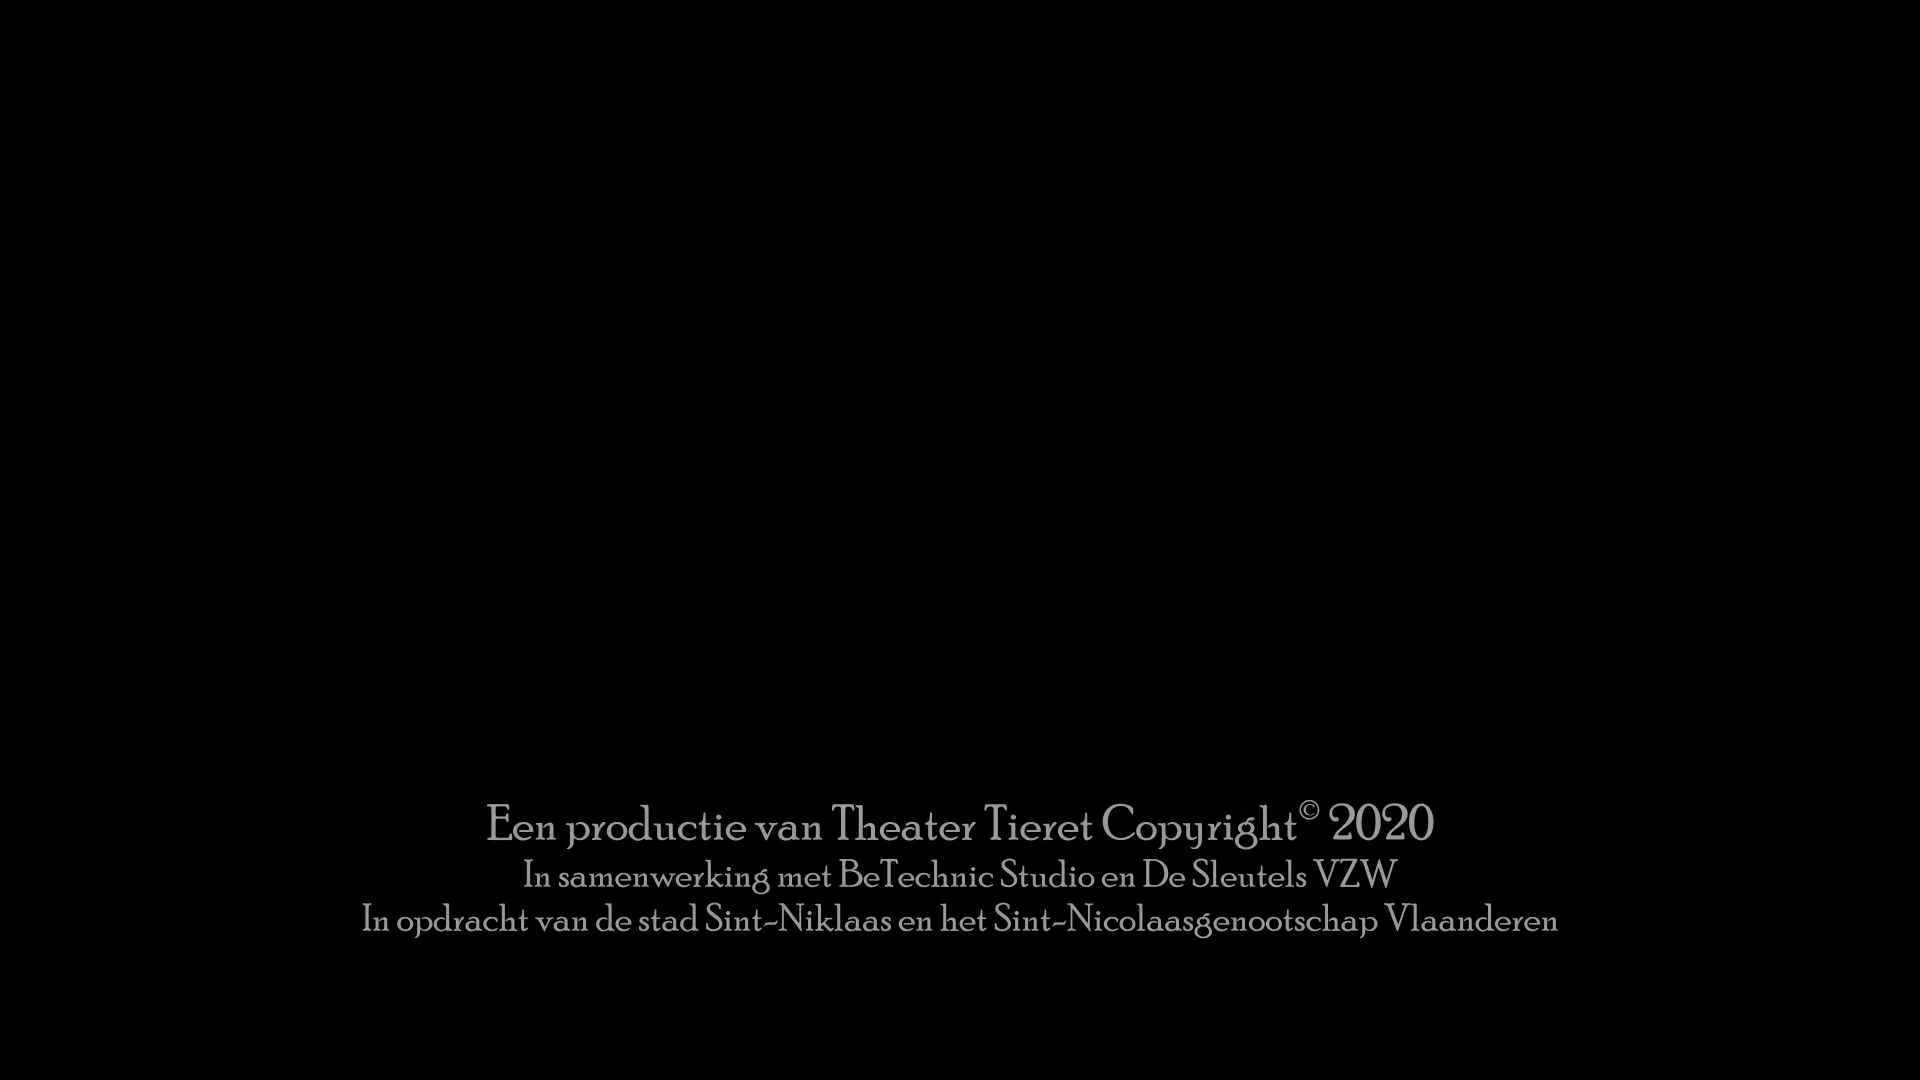 Een productie van Theater Tieret Copyright© 2020
In samenwerking met BeTechnic Studio en De Sleutels VZW
In opdracht van de stad Sint-Niklaas en het Sint-Nicolaasgenootschap Vlaanderen